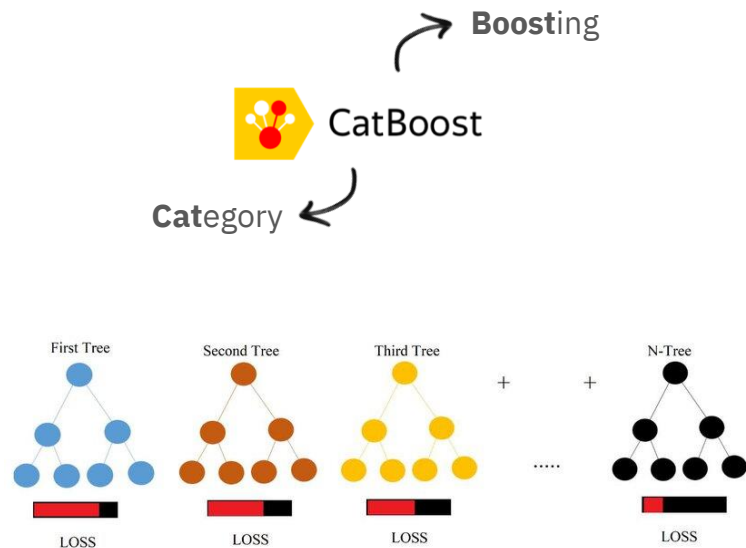 Boosting
CatBoost
Category
First Tree
Second Tree
Third Tree
N-Tree
+
+
.....
LOSS
LOSS
LOSS
LOSS